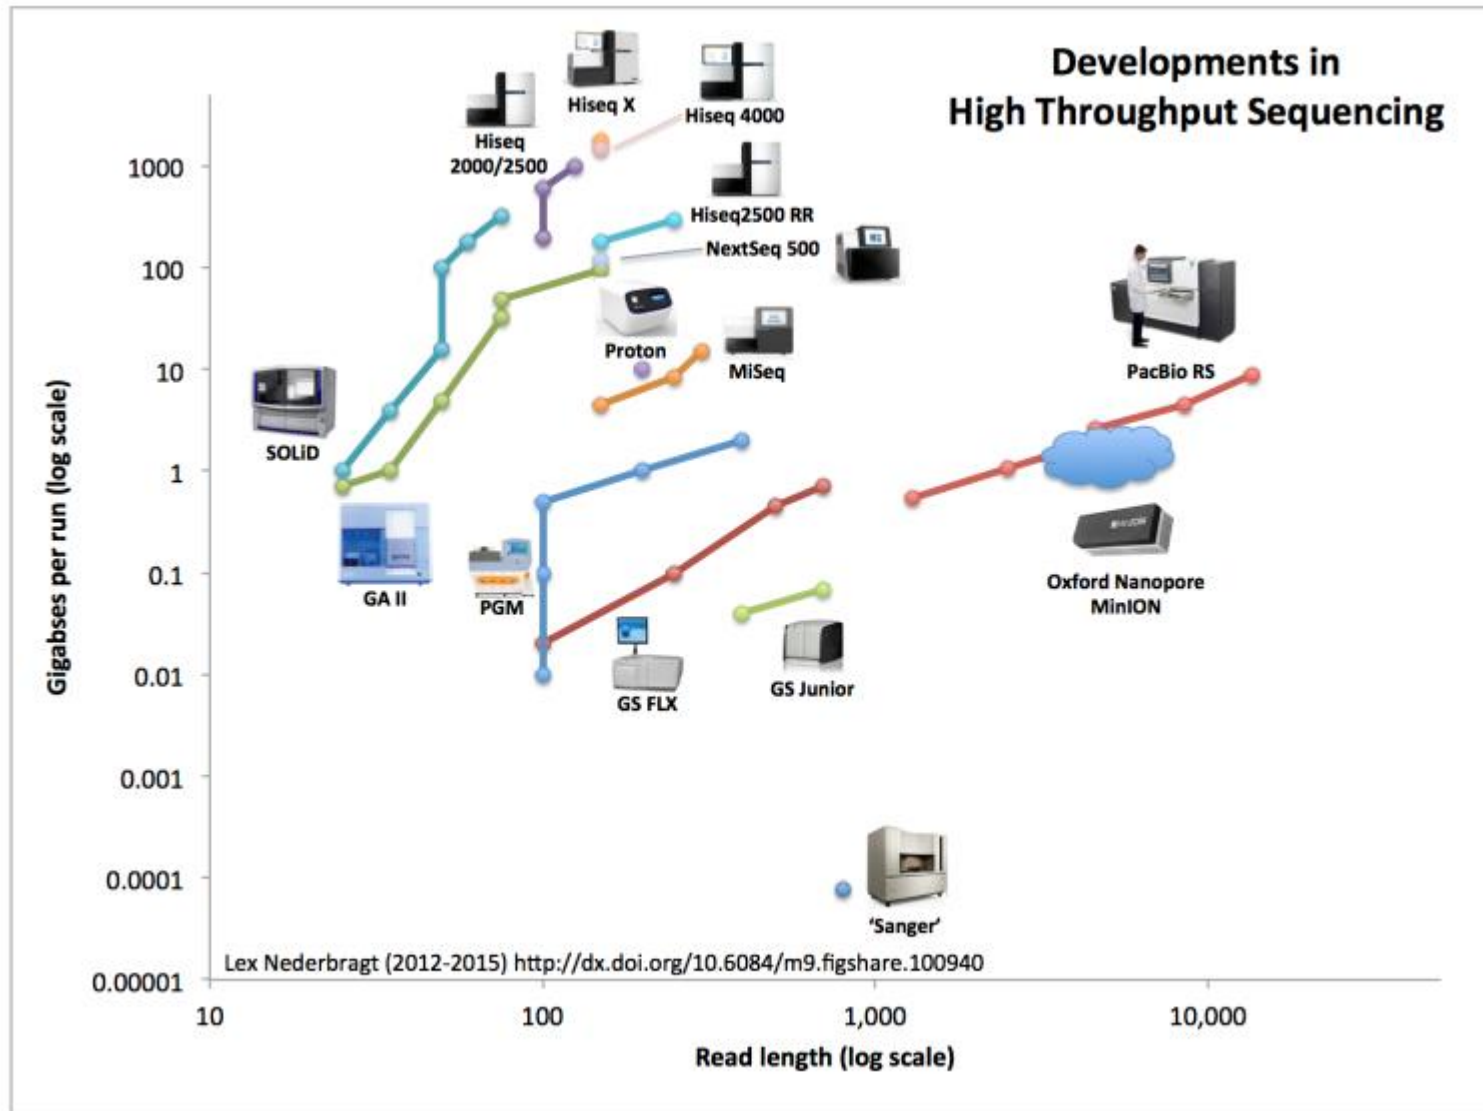 Developments in
High Throughput Sequencing
Hiseq X
Hiseq 4000
Hiseq
2000/2500
Hiseq2500 RR
NextSeq 500
Proton
MiSeq
PacBio RS
SOLiD
GA II
PGM
GS FLX
GS Junior
Oxford Nanopore
MinION
'Sanger'
Gigabses per run (log scale)
1000
100
10
1
0.1
0.01
0.001
0.0001
0.00001
Lex Nederbragt (2012-2015) http://dx.doi.org/10.6084/m9.figshare.100940
10
100
1,000
10,000
Read length (log scale)